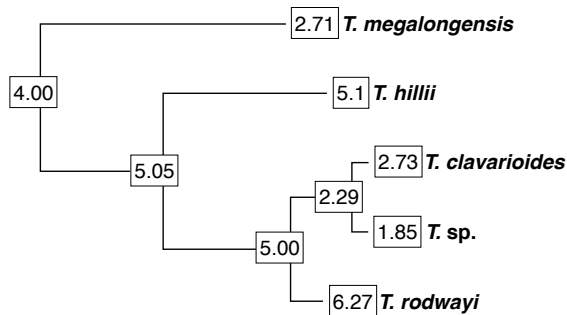 2.71 T. megalongensis
4.00
5.1 T. hillii
2.73 T. clavarioides
5.05
2.29
1.85 T. sp.
5.00
6.27 T. rodwayi